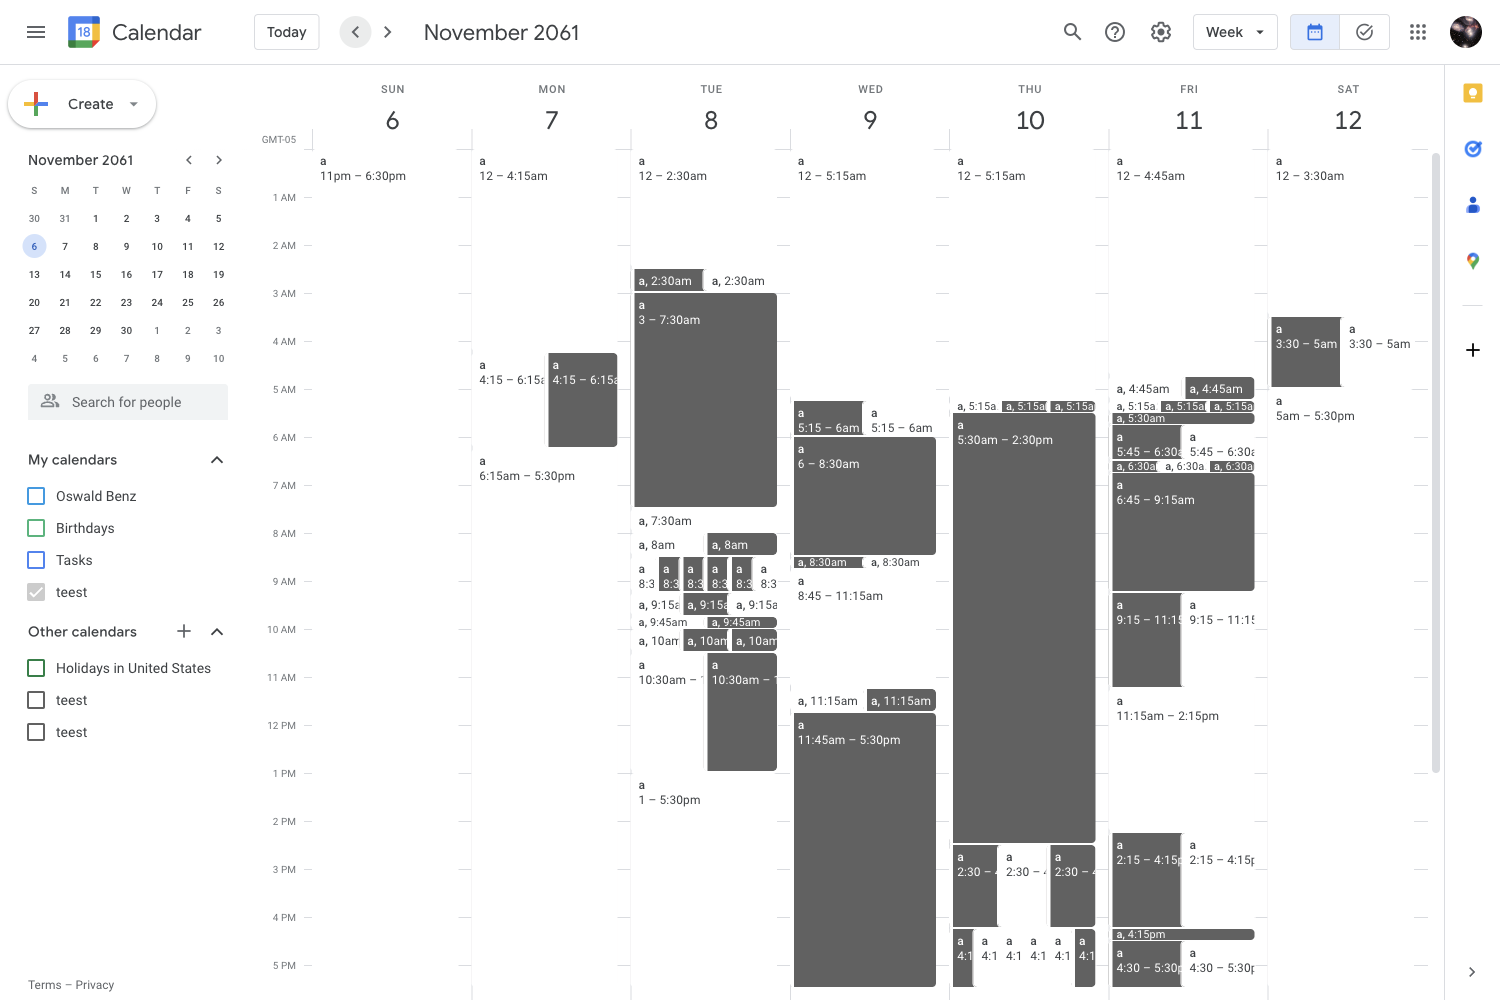 18 Calendar Today November 2061 Week
Create
November 2061
S M T W T F S
30 31 1 2 3 4 5
6 7 8 9 10 11 12
13 14 15 16 17 18 19
20 21 22 23 24 25 26
27 28 29 30 1 2 3
4 5 6 7 8 9 10
Search for people
My calendars
Oswald Benz
Birthdays
Tasks
teest
Other calendars
Holidays in United States
teest
teest
Terms – Privacy
GMT-05
1 AM
2 AM
3 AM
4 AM
5 AM
6 AM
7 AM
8 AM
9 AM
10 AM
11 AM
12 PM
1 PM
2 PM
3 PM
4 PM
5 PM
SUN
6
a
11pm – 6:30pm
MON
7
a
12 – 4:15am
a
4:15 – 6:15a
a
4:15 – 6:15a
a
6:15am – 5:30pm
TUE
8
a
12 – 2:30am
a, 2:30am
a, 2:30am
a
3 – 7:30am
a, 7:30am
a, 8am
a, 8am
a
8:3
a
8:3
a
8:3
a
8:3
a
8:3
a
8:3
a, 9:15a
a, 9:15a
a, 9:15a
a, 9:45am
a, 9:45am
a, 10am
a, 10am
a, 10am
a
10:30am –
a
10:30am –
a
1 – 5:30pm
WED
9
a
12 – 5:15am
a
5:15 – 6am
a
5:15 – 6am
a
6 – 8:30am
a, 8:30am
a, 8:30am
a
8:45 – 11:15am
a, 11:15am
a, 11:15am
a
11:45am – 5:30pm
THU
10
a
12 – 5:15am
a, 5:15a
a, 5:15a
a, 5:15a
a
5:30am – 2:30pm
a
2:30 –
a
2:30 –
a
2:30 –
a
4:1
a
4:1
a
4:1
a
4:1
a
4:1
a
4:1
FRI
11
a
12 – 4:45am
a, 4:45am
a, 4:45am
a, 5:15a
a, 5:15a
a, 5:15a
a, 5:30am
a
5:45 – 6:30a
a
5:45 – 6:30a
a, 6:30a
a, 6:30a
a, 6:30a
a
6:45 – 9:15am
a
9:15 – 11:15
a
9:15 – 11:15
a
11:15am – 2:15pm
a
2:15 – 4:15p
a
2:15 – 4:15p
a, 4:15pm
a
4:30 – 5:30p
a
4:30 – 5:30p
SAT
12
a
12 – 3:30am
a
3:30 – 5am
a
3:30 – 5am
a
5am – 5:30pm